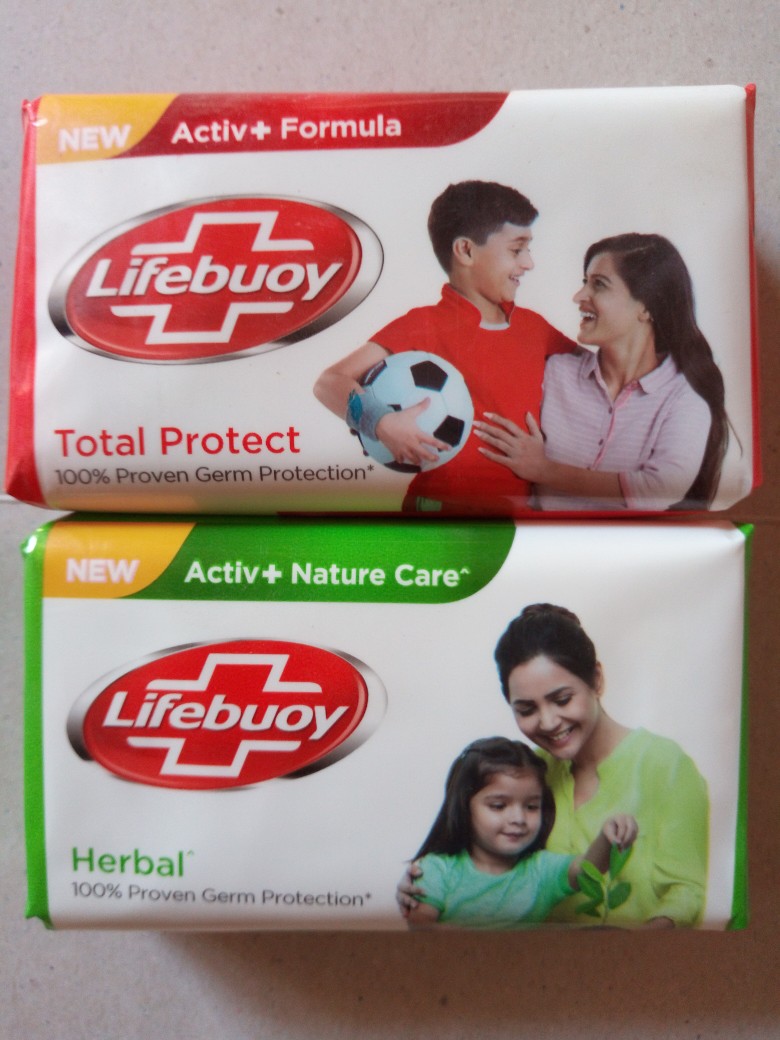 NEW Activ+ Formula
Lifebuoy
Total Protect
100% Proven Germ Protection*
NEW Activ+ Nature Care^
Lifebuoy
Herbal^
100% Proven Germ Protection*